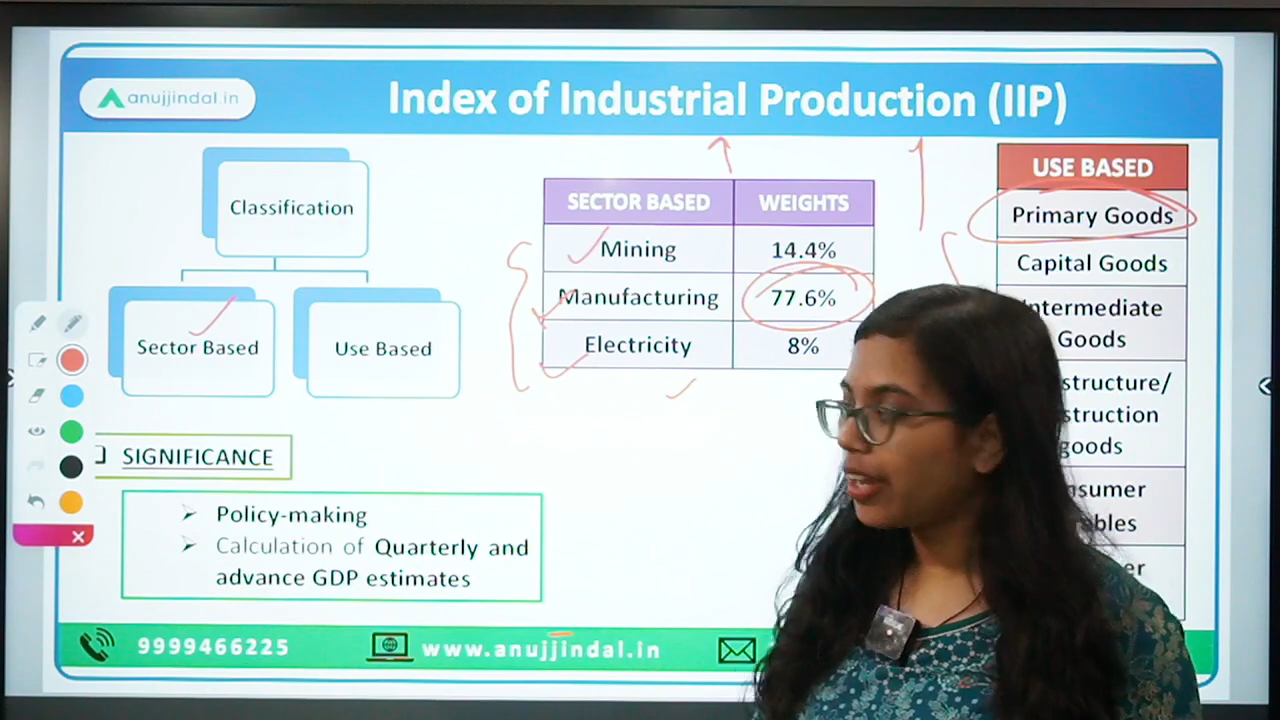 anujjindal.in
Index of Industrial Production (IIP)
Classification
Sector Based
Use Based
SECTOR BASED WEIGHTS
Mining 14.4%
Manufacturing 77.6%
Electricity 8%
USE BASED
Primary Goods
Capital Goods
Goods
goods
SIGNIFICANCE
Policy-making
Calculation of Quarterly and
advance GDP estimates
9999466225
www.anujjindal.in